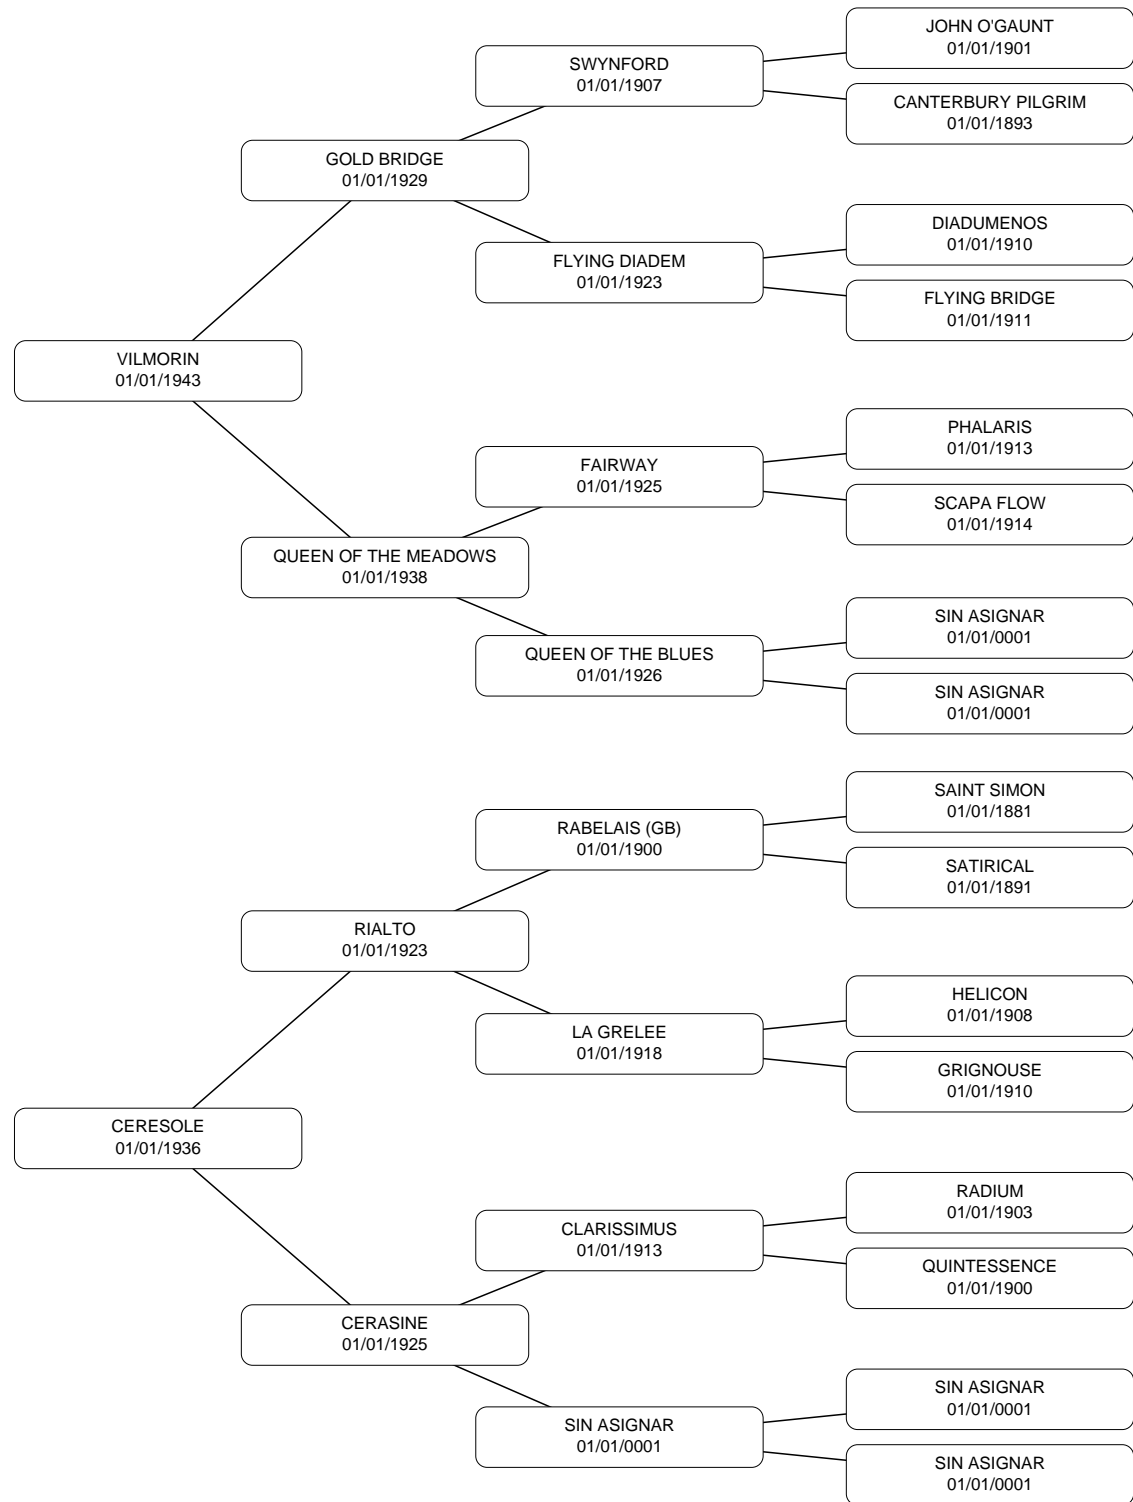 JOHN O'GAUNT
01/01/1901
SWYNFORD
01/01/1907
CANTERBURY PILGRIM
01/01/1893
GOLD BRIDGE
01/01/1929
DIADUMENOS
01/01/1910
FLYING DIADEM
01/01/1923
FLYING BRIDGE
01/01/1911
VILMORIN
01/01/1943
PHALARIS
01/01/1913
FAIRWAY
01/01/1925
SCAPA FLOW
01/01/1914
QUEEN OF THE MEADOWS
01/01/1938
SIN ASIGNAR
01/01/0001
QUEEN OF THE BLUES
01/01/1926
SIN ASIGNAR
01/01/0001
SAINT SIMON
01/01/1881
RABELAIS (GB)
01/01/1900
SATIRICAL
01/01/1891
RIALTO
01/01/1923
HELICON
01/01/1908
LA GRELEE
01/01/1918
GRIGNOUSE
01/01/1910
CERESOLE
01/01/1936
RADIUM
01/01/1903
CLARISSIMUS
01/01/1913
QUINTESSENCE
01/01/1900
CERASINE
01/01/1925
SIN ASIGNAR
01/01/0001
SIN ASIGNAR
01/01/0001
SIN ASIGNAR
01/01/0001